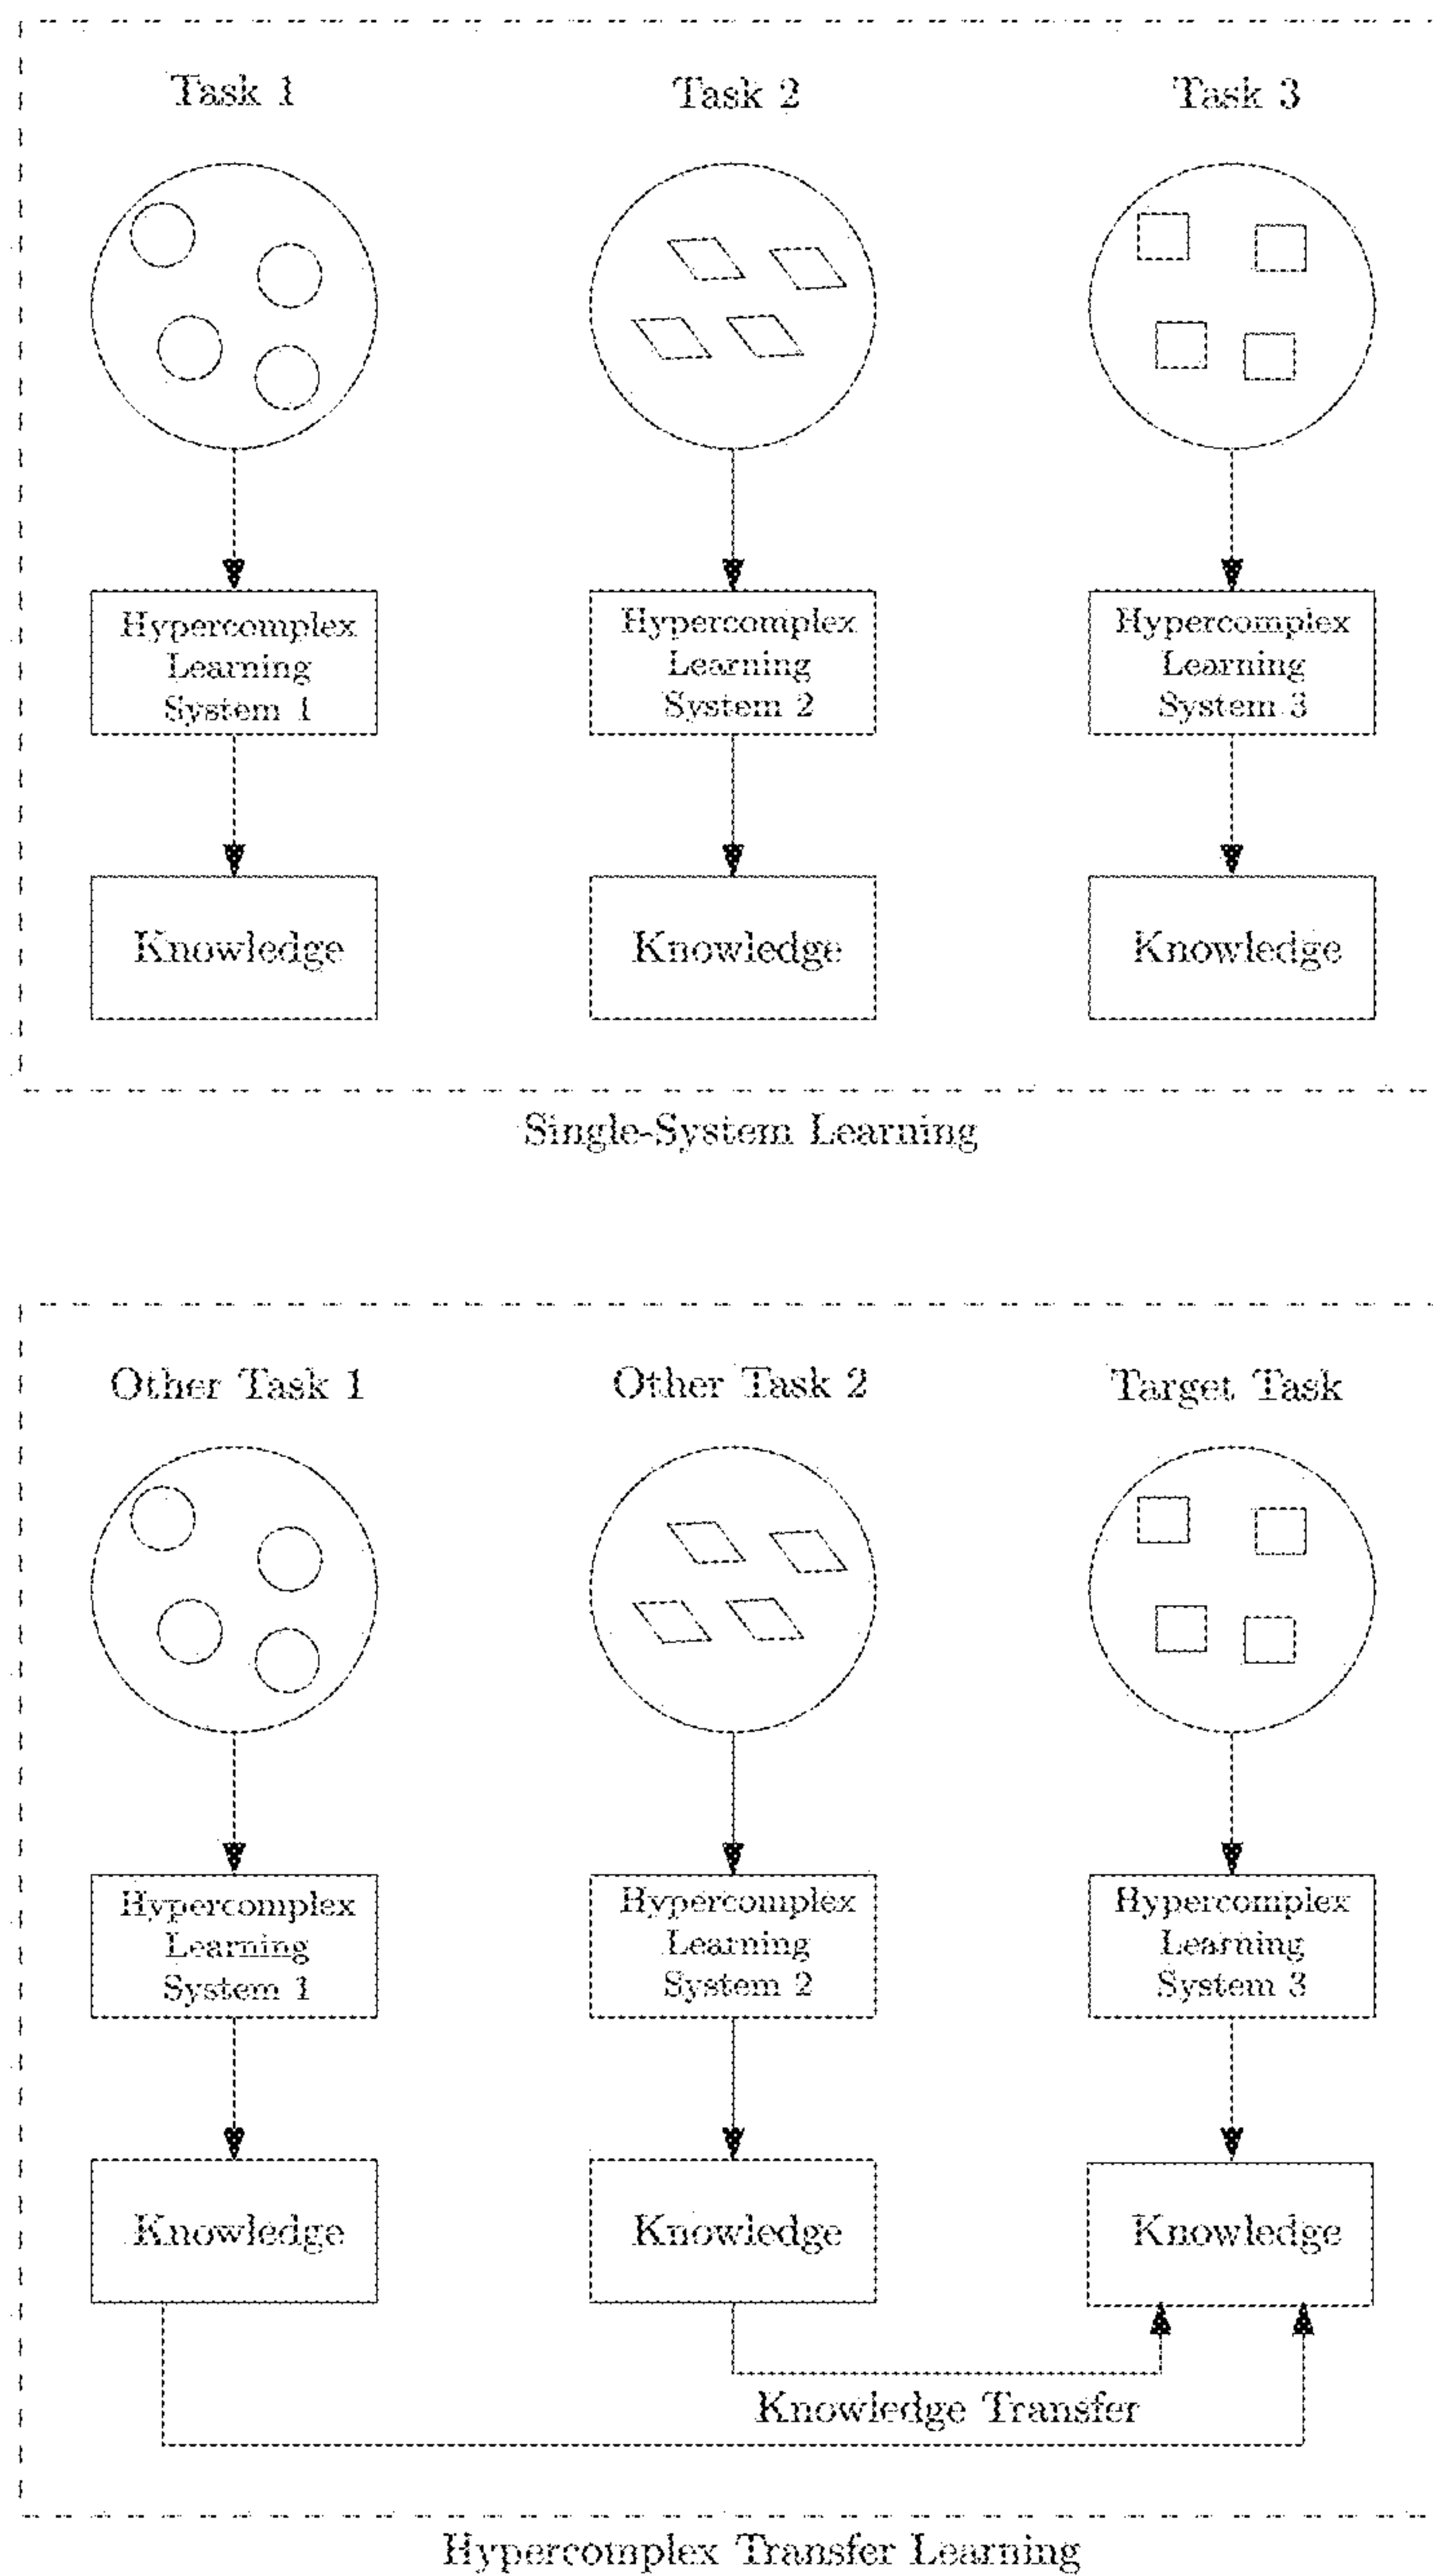 Task 1
Task 2
Task 3
Hypercomplex
Learning
System 1
Hypercomplex
Learning
System 2
Hypercomplex
Learning
System 3
Knowledge
Knowledge
Knowledge
Single-System Learning
Other Task 1
Other Task 2
Target Task
Hypercomplex
Learning
System 1
Hypercomplex
Learning
System 2
Hypercomplex
Learning
System 3
Knowledge
Knowledge
Knowledge
Knowledge Transfer
Hypercomplex Transfer Learning